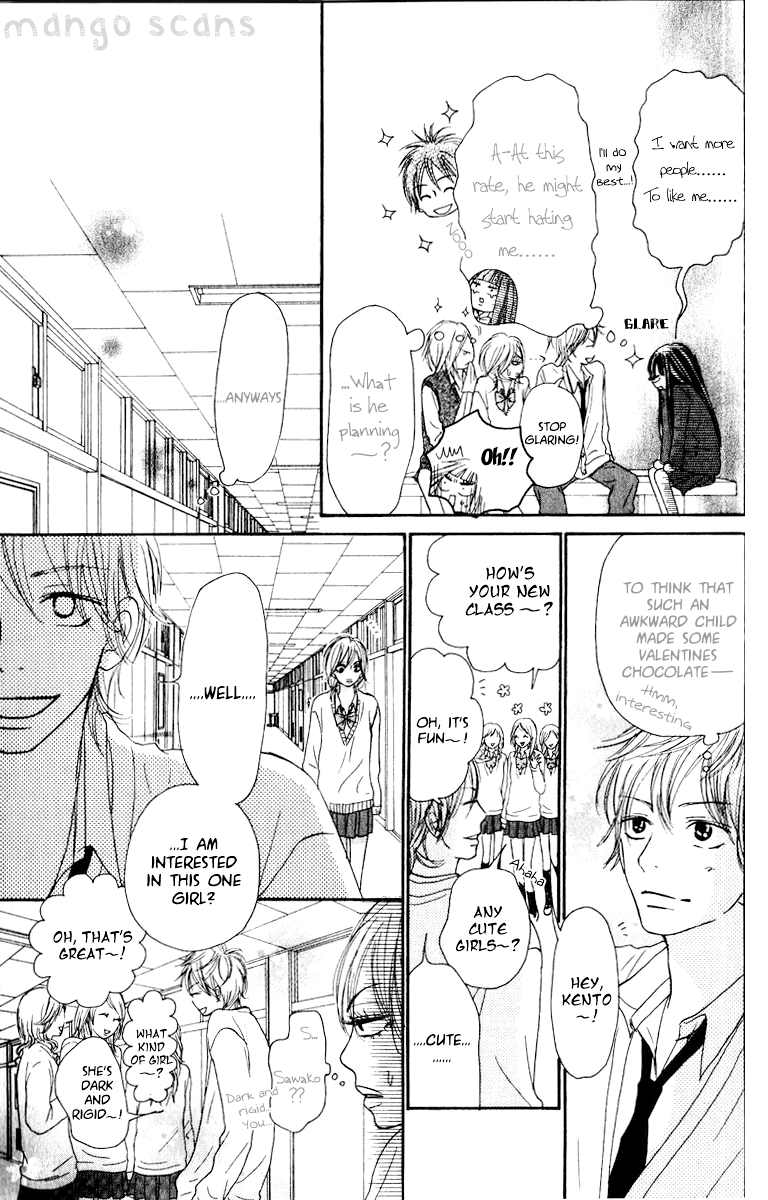 mango scans
I want more
people......
To like me......
I'll do
my
Best...!
A-At this
rate, he might
start hating
me......
Nooo
GLARE
STOP
GLARING!
Oh!!
...What
is he
planning
~?
...ANYWAYS
TO THINK THAT
SUCH AN
AWKWARD CHILD
MADE SOME
VALENTINES
CHOCOLATE—
Hmm,
interesting
HEY,
KENTO
~!
HOW'S
YOUR NEW
CLASS ~?
OH, IT'S
FUN~!
Ahaha
ANY
CUTE
GIRLS~?
....CUTE....
......
....WELL....
...I AM
INTERESTED
IN THIS ONE
GIRL?
OH, THAT'S
GREAT~!
WHAT
KIND
OF GIRL
~?
SHE'S
DARK
AND
RIGID~!
S...
Sawako
??
Dark and
rigid,
you...